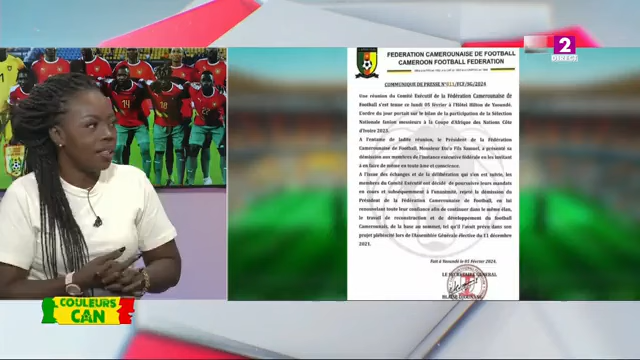 2
DIRECT
FEDERATION CAMEROUNAISE DE FOOTBALL
CAMEROON FOOTBALL FEDERATION
COMMUNIQUE DE PRESSE N°011/FCF/SG/2024
Une réunion du Comité Exécutif de la Fédération Camerounaise de
Football s'est tenue ce lundi 05 février à l'Hôtel Hilton de Yaoundé.
L'ordre du jour portait sur le bilan de la participation de la Sélection
Nationale fanion messieurs à la Coupe d'Afrique des Nations Côte
d'Ivoire 2023.
A l'entame de ladite réunion, le Président de la Fédération
Camerounaise de Football, Monsieur Eto'o Fils Samuel, a présenté sa
démission aux membres de l'instance exécutive fédérale en les invitant
à en faire de même en toute âme et conscience.
A l'issue des échanges et de la délibération qui s'en est suivie, les
membres du Comité Exécutif ont décidé de poursuivre leurs mandats
en cours et subséquemment à l'unanimité, rejeté la démission du
Président de la Fédération Camerounaise de Football, en lui
renouvelant toute leur confiance afin de continuer dans le même élan,
le travail de reconstruction et de développement du football
Camerounais, de la base au sommet, tel qu'il l'avait prévu dans son
projet plébiscité lors de l'Assemblée Générale élective du 11 décembre
2021.
Fait à Yaoundé le 05 Février 2024.
LE SECRETAIRE GENERAL
14
COULEURS
CAN